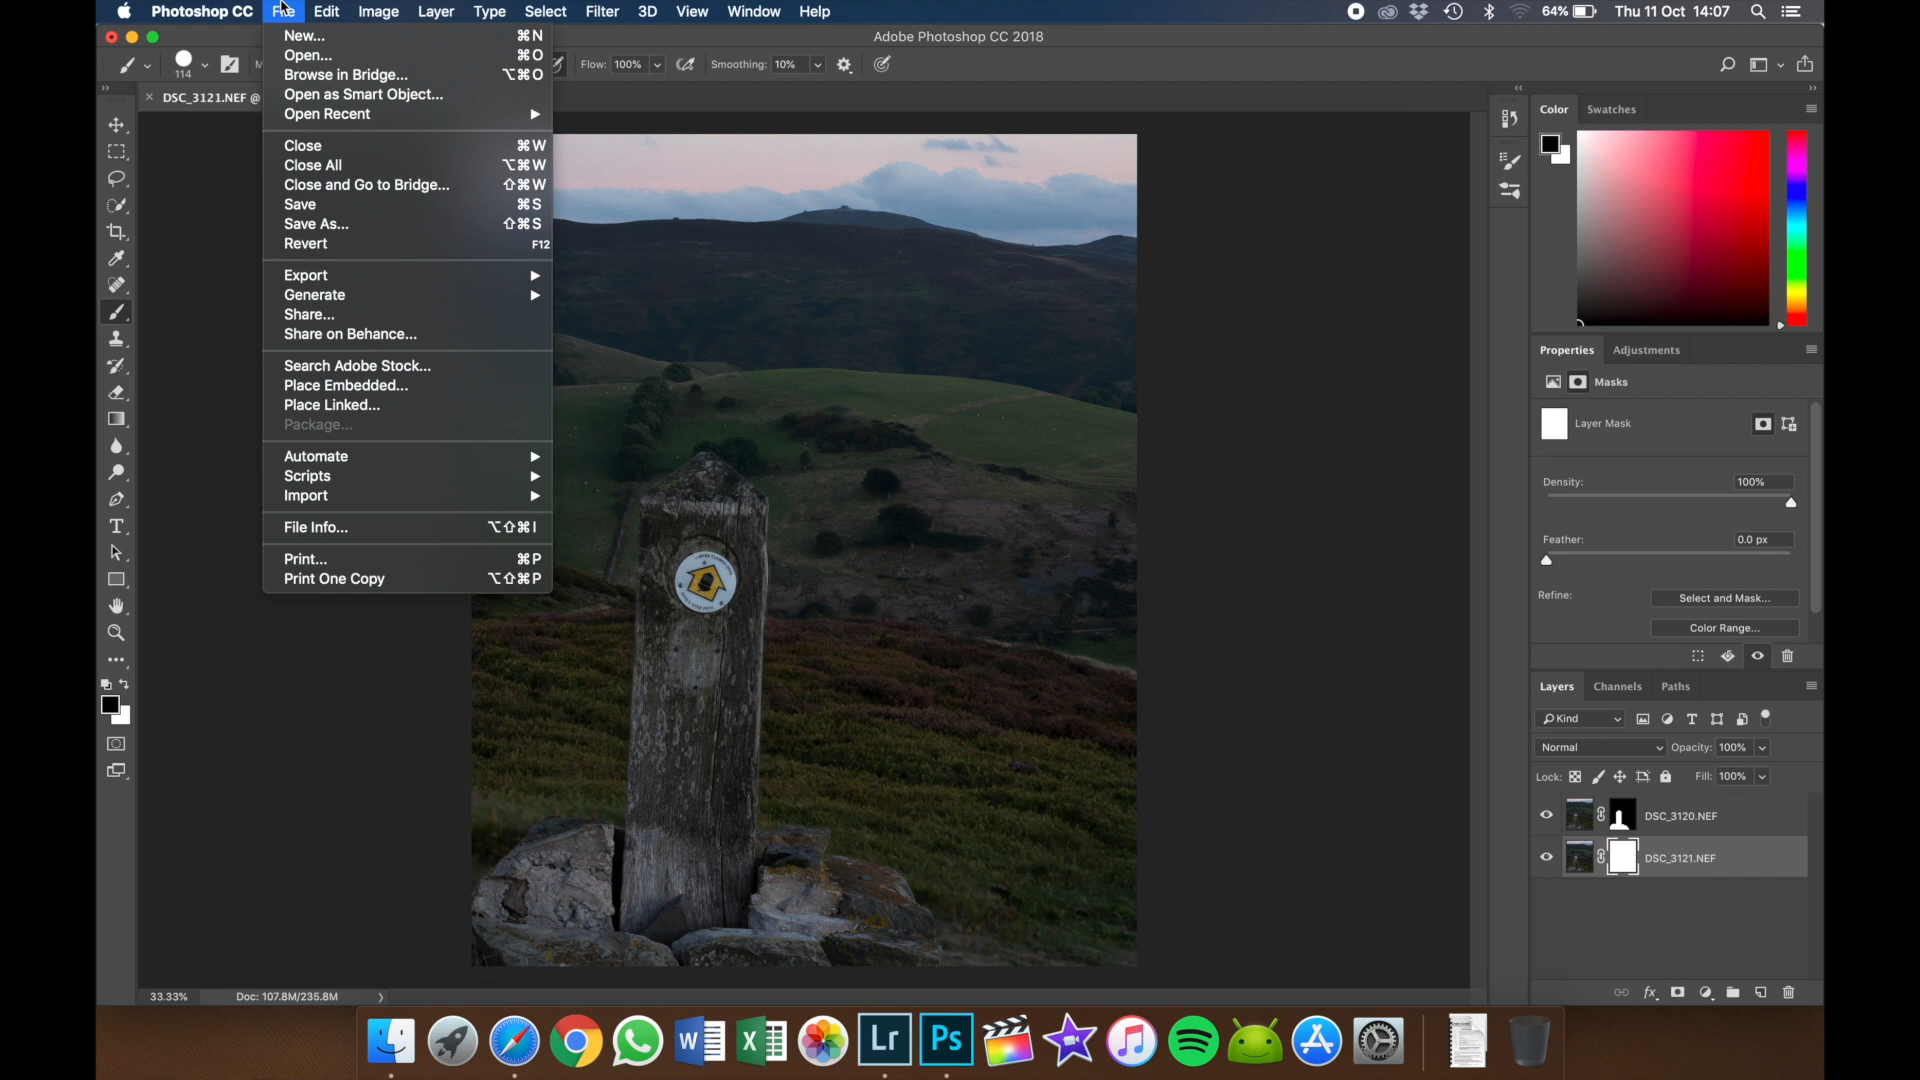 Photoshop CC File Edit Image Layer Type Select Filter 3D View Window Help 64% Thu 11 Oct 14:07
Adobe Photoshop CC 2018
114 M Flow: 100% Smoothing: 10%
DSC_3121.NEF @
New... ⌘N
Open... ⌘O
Browse in Bridge... ⌥⌘O
Open as Smart Object...
Open Recent
Close ⌘W
Close All ⌥⌘W
Close and Go to Bridge... ⇧⌘W
Save ⌘S
Save As... ⇧⌘S
Revert F12
Export
Generate
Share...
Share on Behance...
Search Adobe Stock...
Place Embedded...
Place Linked...
Package...
Automate
Scripts
Import
File Info... ⌥⇧⌘I
Print... ⌘P
Print One Copy ⌥⇧⌘P
Color Swatches
Properties Adjustments
Masks
Layer Mask
Density: 100%
Feather: 0.0 px
Refine: Select and Mask...
Color Range...
Layers Channels Paths
Kind
Normal Opacity: 100%
Lock: Fill: 100%
DSC_3120.NEF
DSC_3121.NEF
33.33% Doc: 107.8M/235.8M
W X Lr Ps